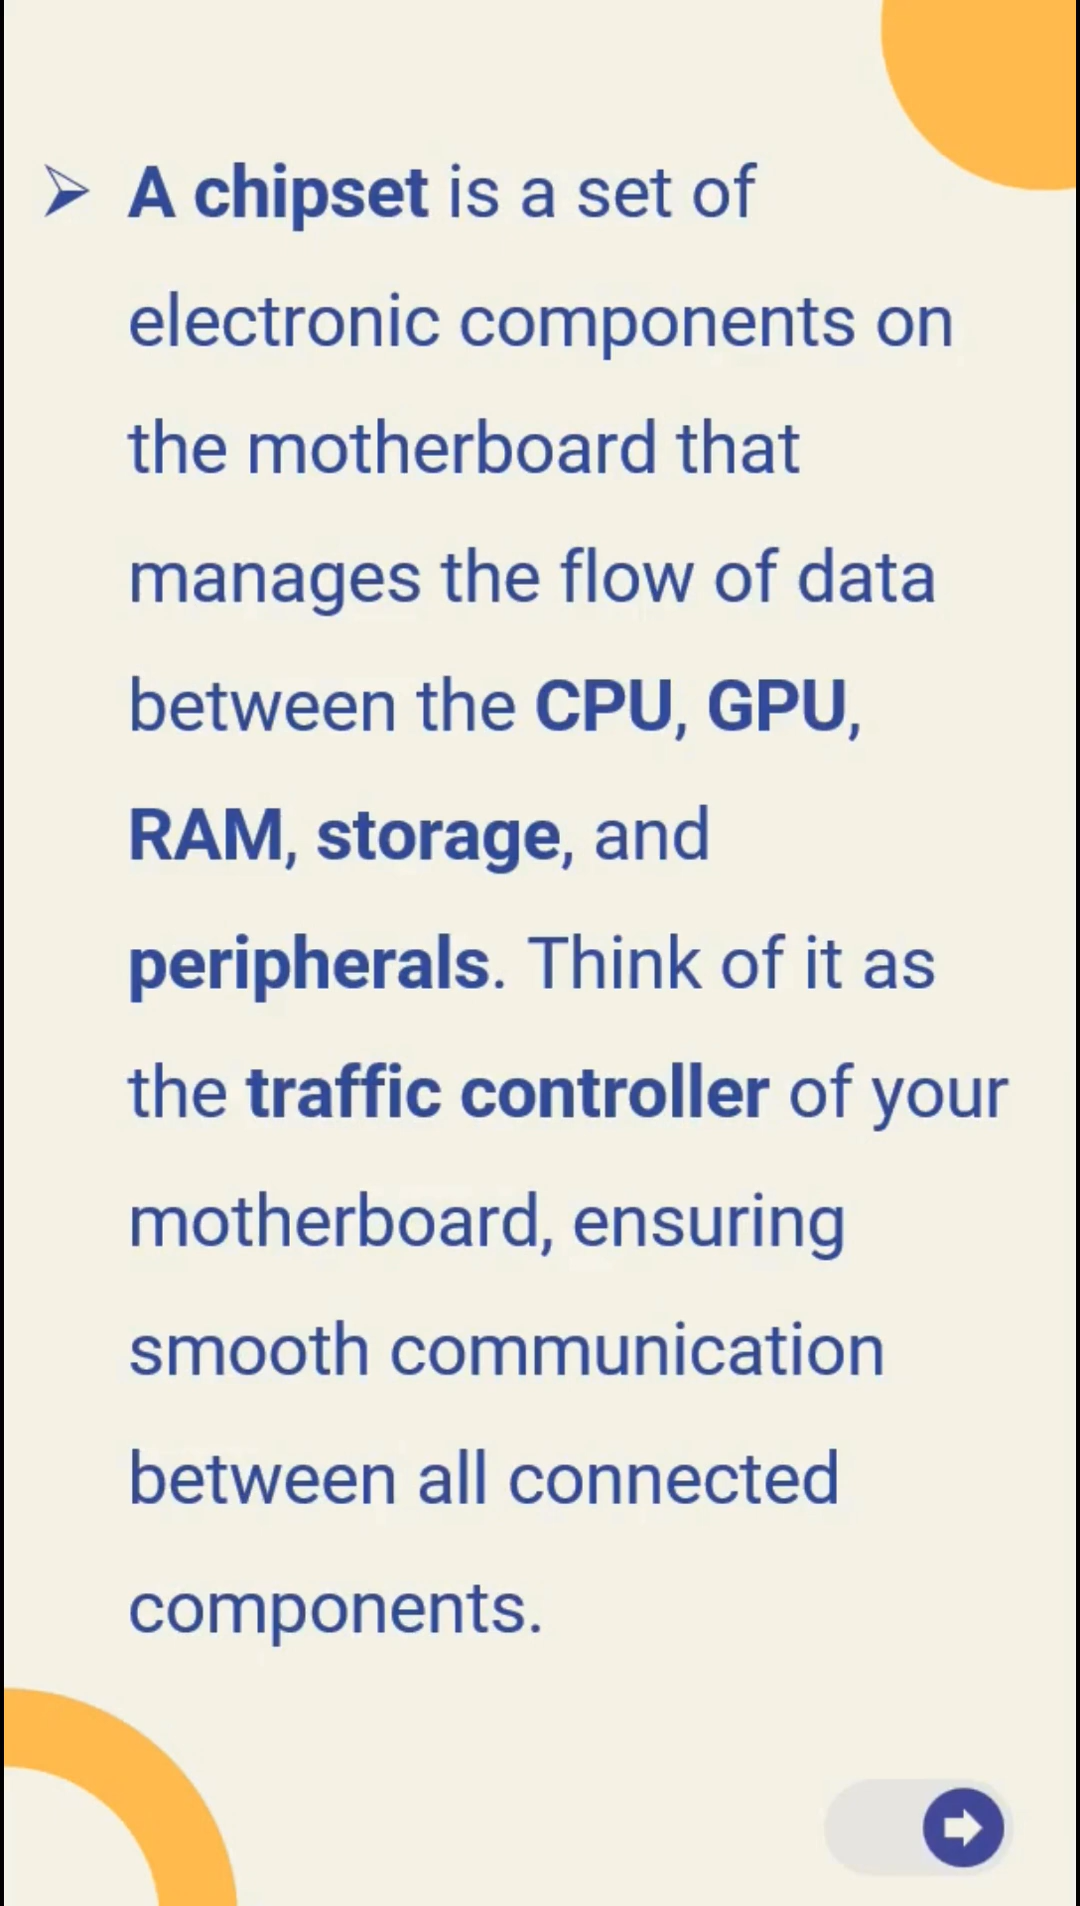 ➢ A chipset is a set of
electronic components on
the motherboard that
manages the flow of data
between the CPU, GPU,
RAM, storage, and
peripherals. Think of it as
the traffic controller of your
motherboard, ensuring
smooth communication
between all connected
components.